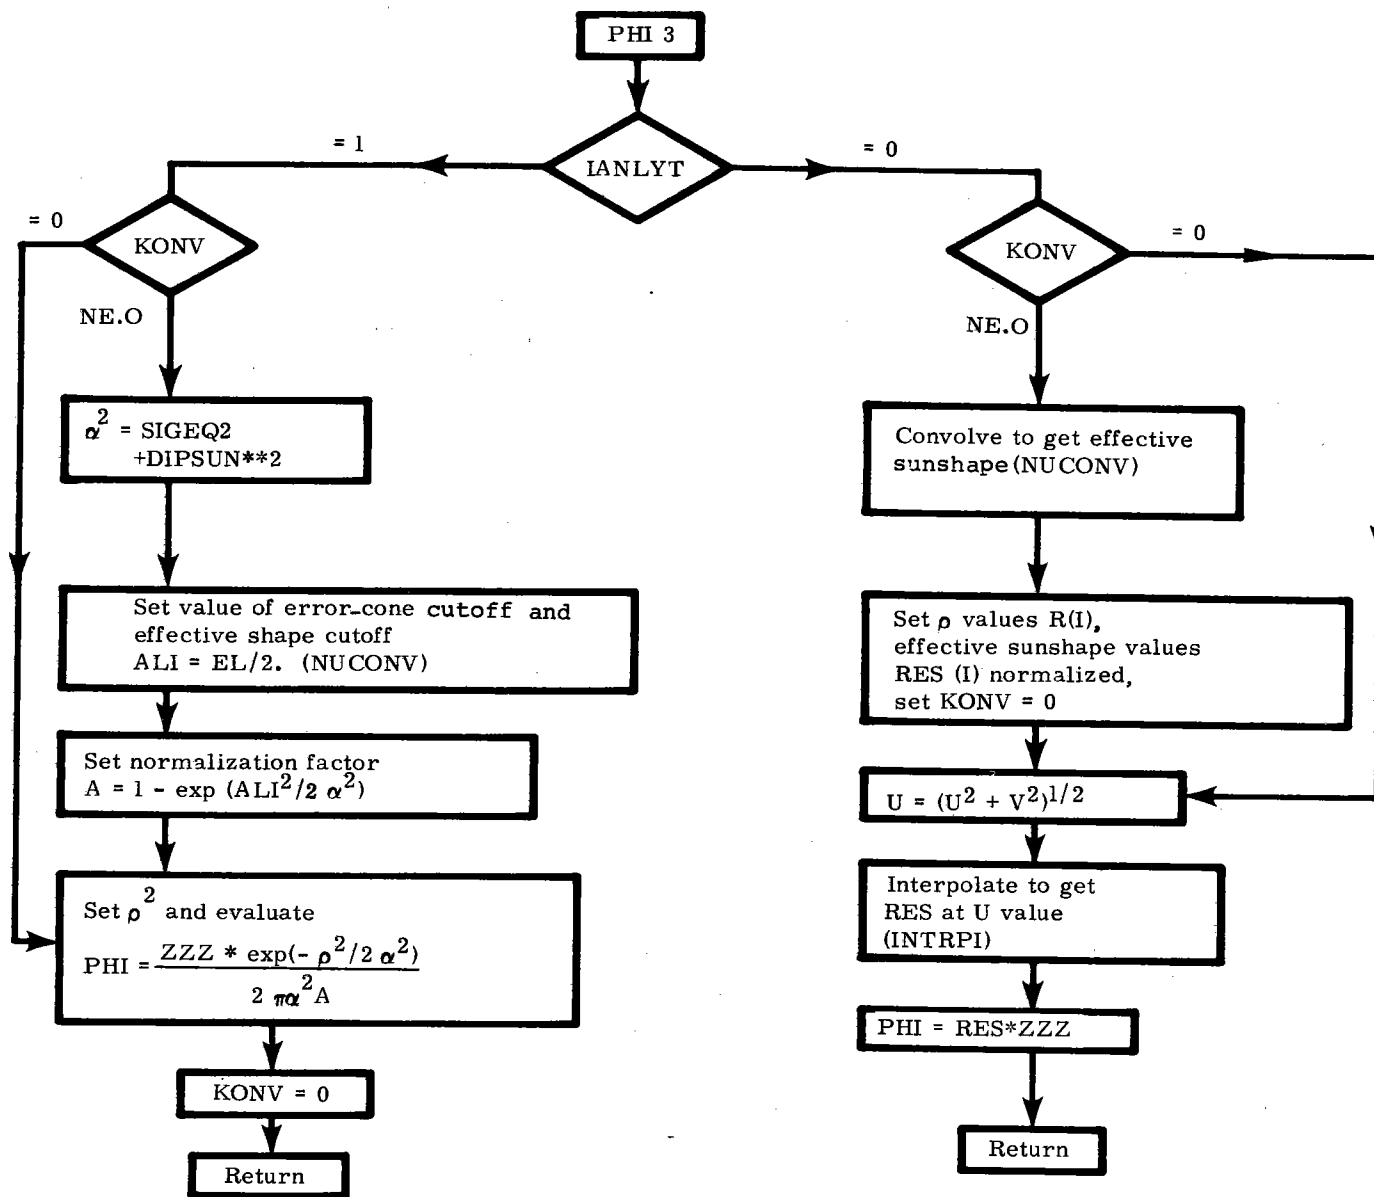 PHI 3
IANLYT
= 1
= 0
KONV
= 0
NE.O
α² = SIGEQ2
+DIPSUN**2
Set value of error-cone cutoff and
effective shape cutoff
ALI = EL/2. (NUCONV)
Set normalization factor
A = 1 - exp (ALI²/2 α²)
Set ρ² and evaluate
PHI = ZZZ * exp(- ρ²/2 α²)
2 πα² A
KONV = 0
Return
KONV
= 0
NE.O
Convolve to get effective
sunshape (NUCONV)
Set ρ values R(I),
effective sunshape values
RES (I) normalized,
set KONV = 0
U = (U² + V²)^1/2
Interpolate to get
RES at U value
(INTRPI)
PHI = RES*ZZZ
Return